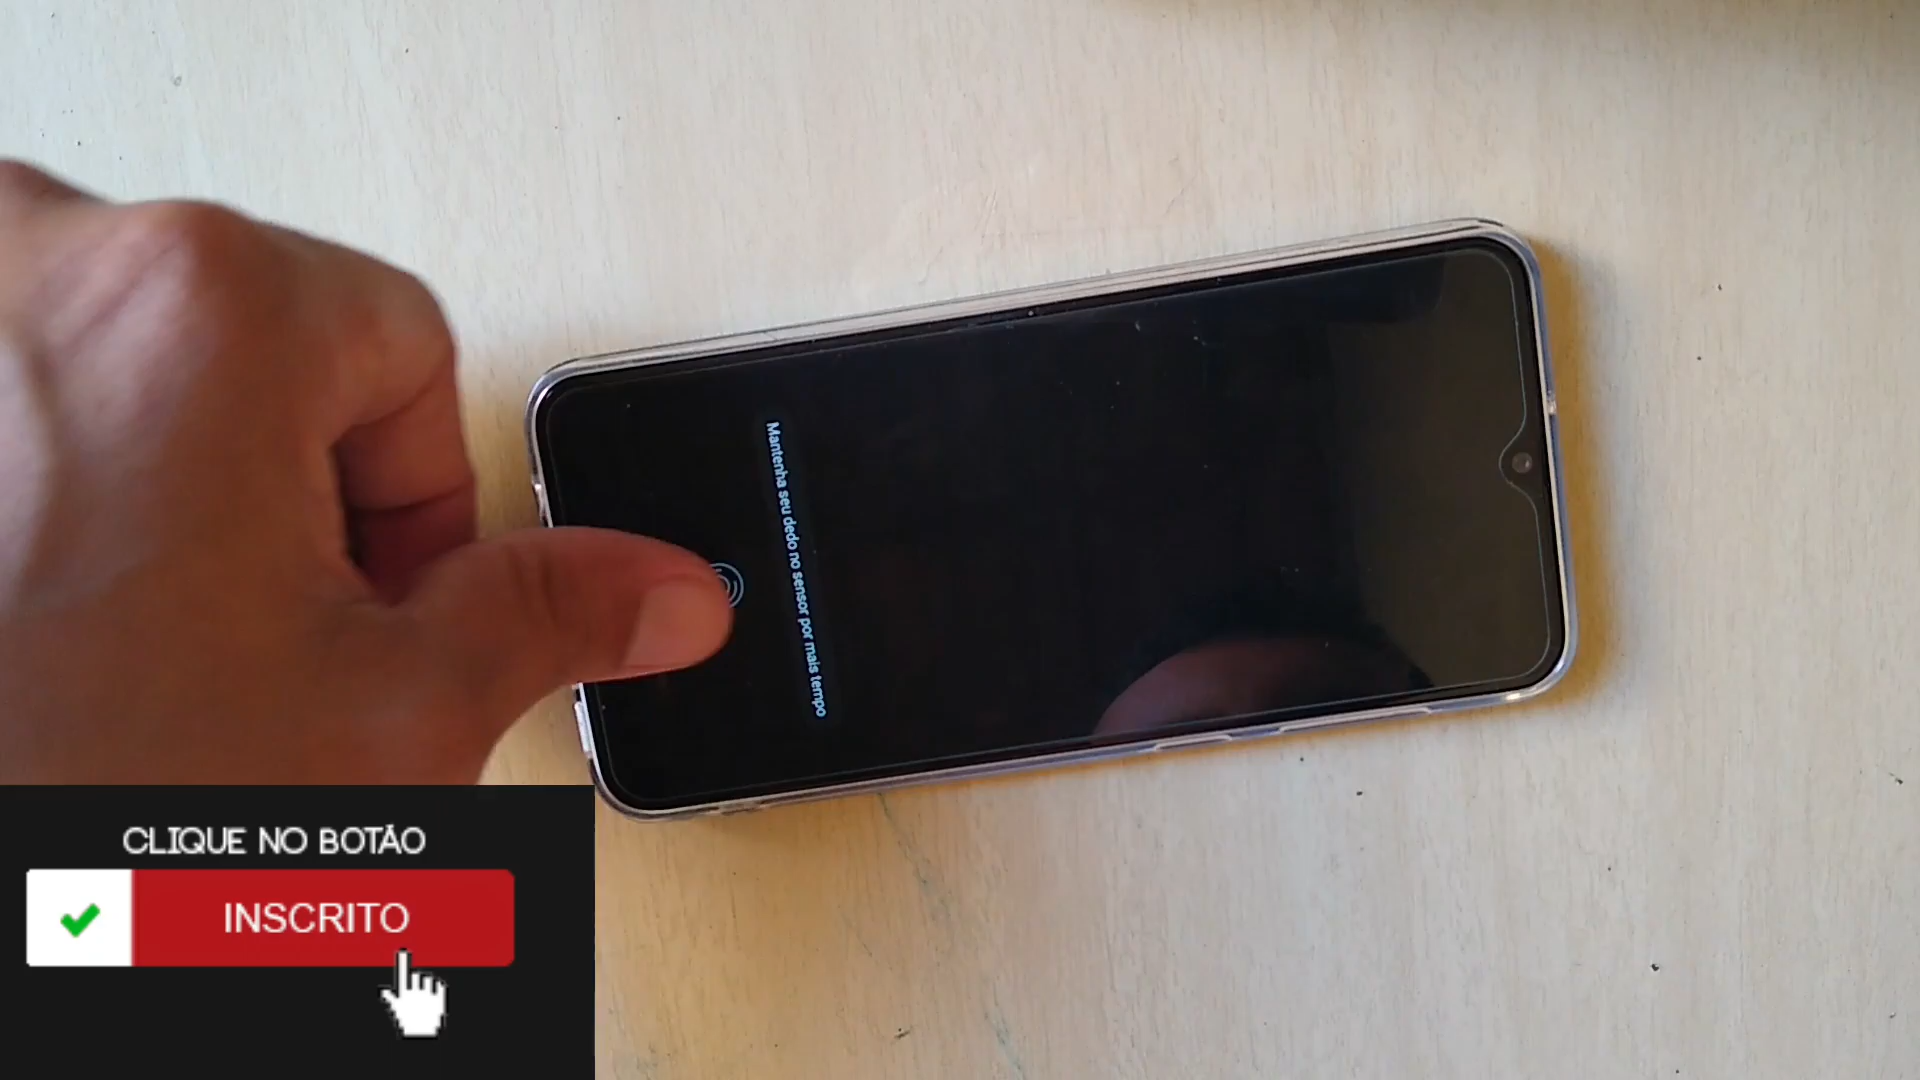 Mantenha seu dedo no sensor por mais tempo
CLIQUE NO BOTÃO
INSCRITO